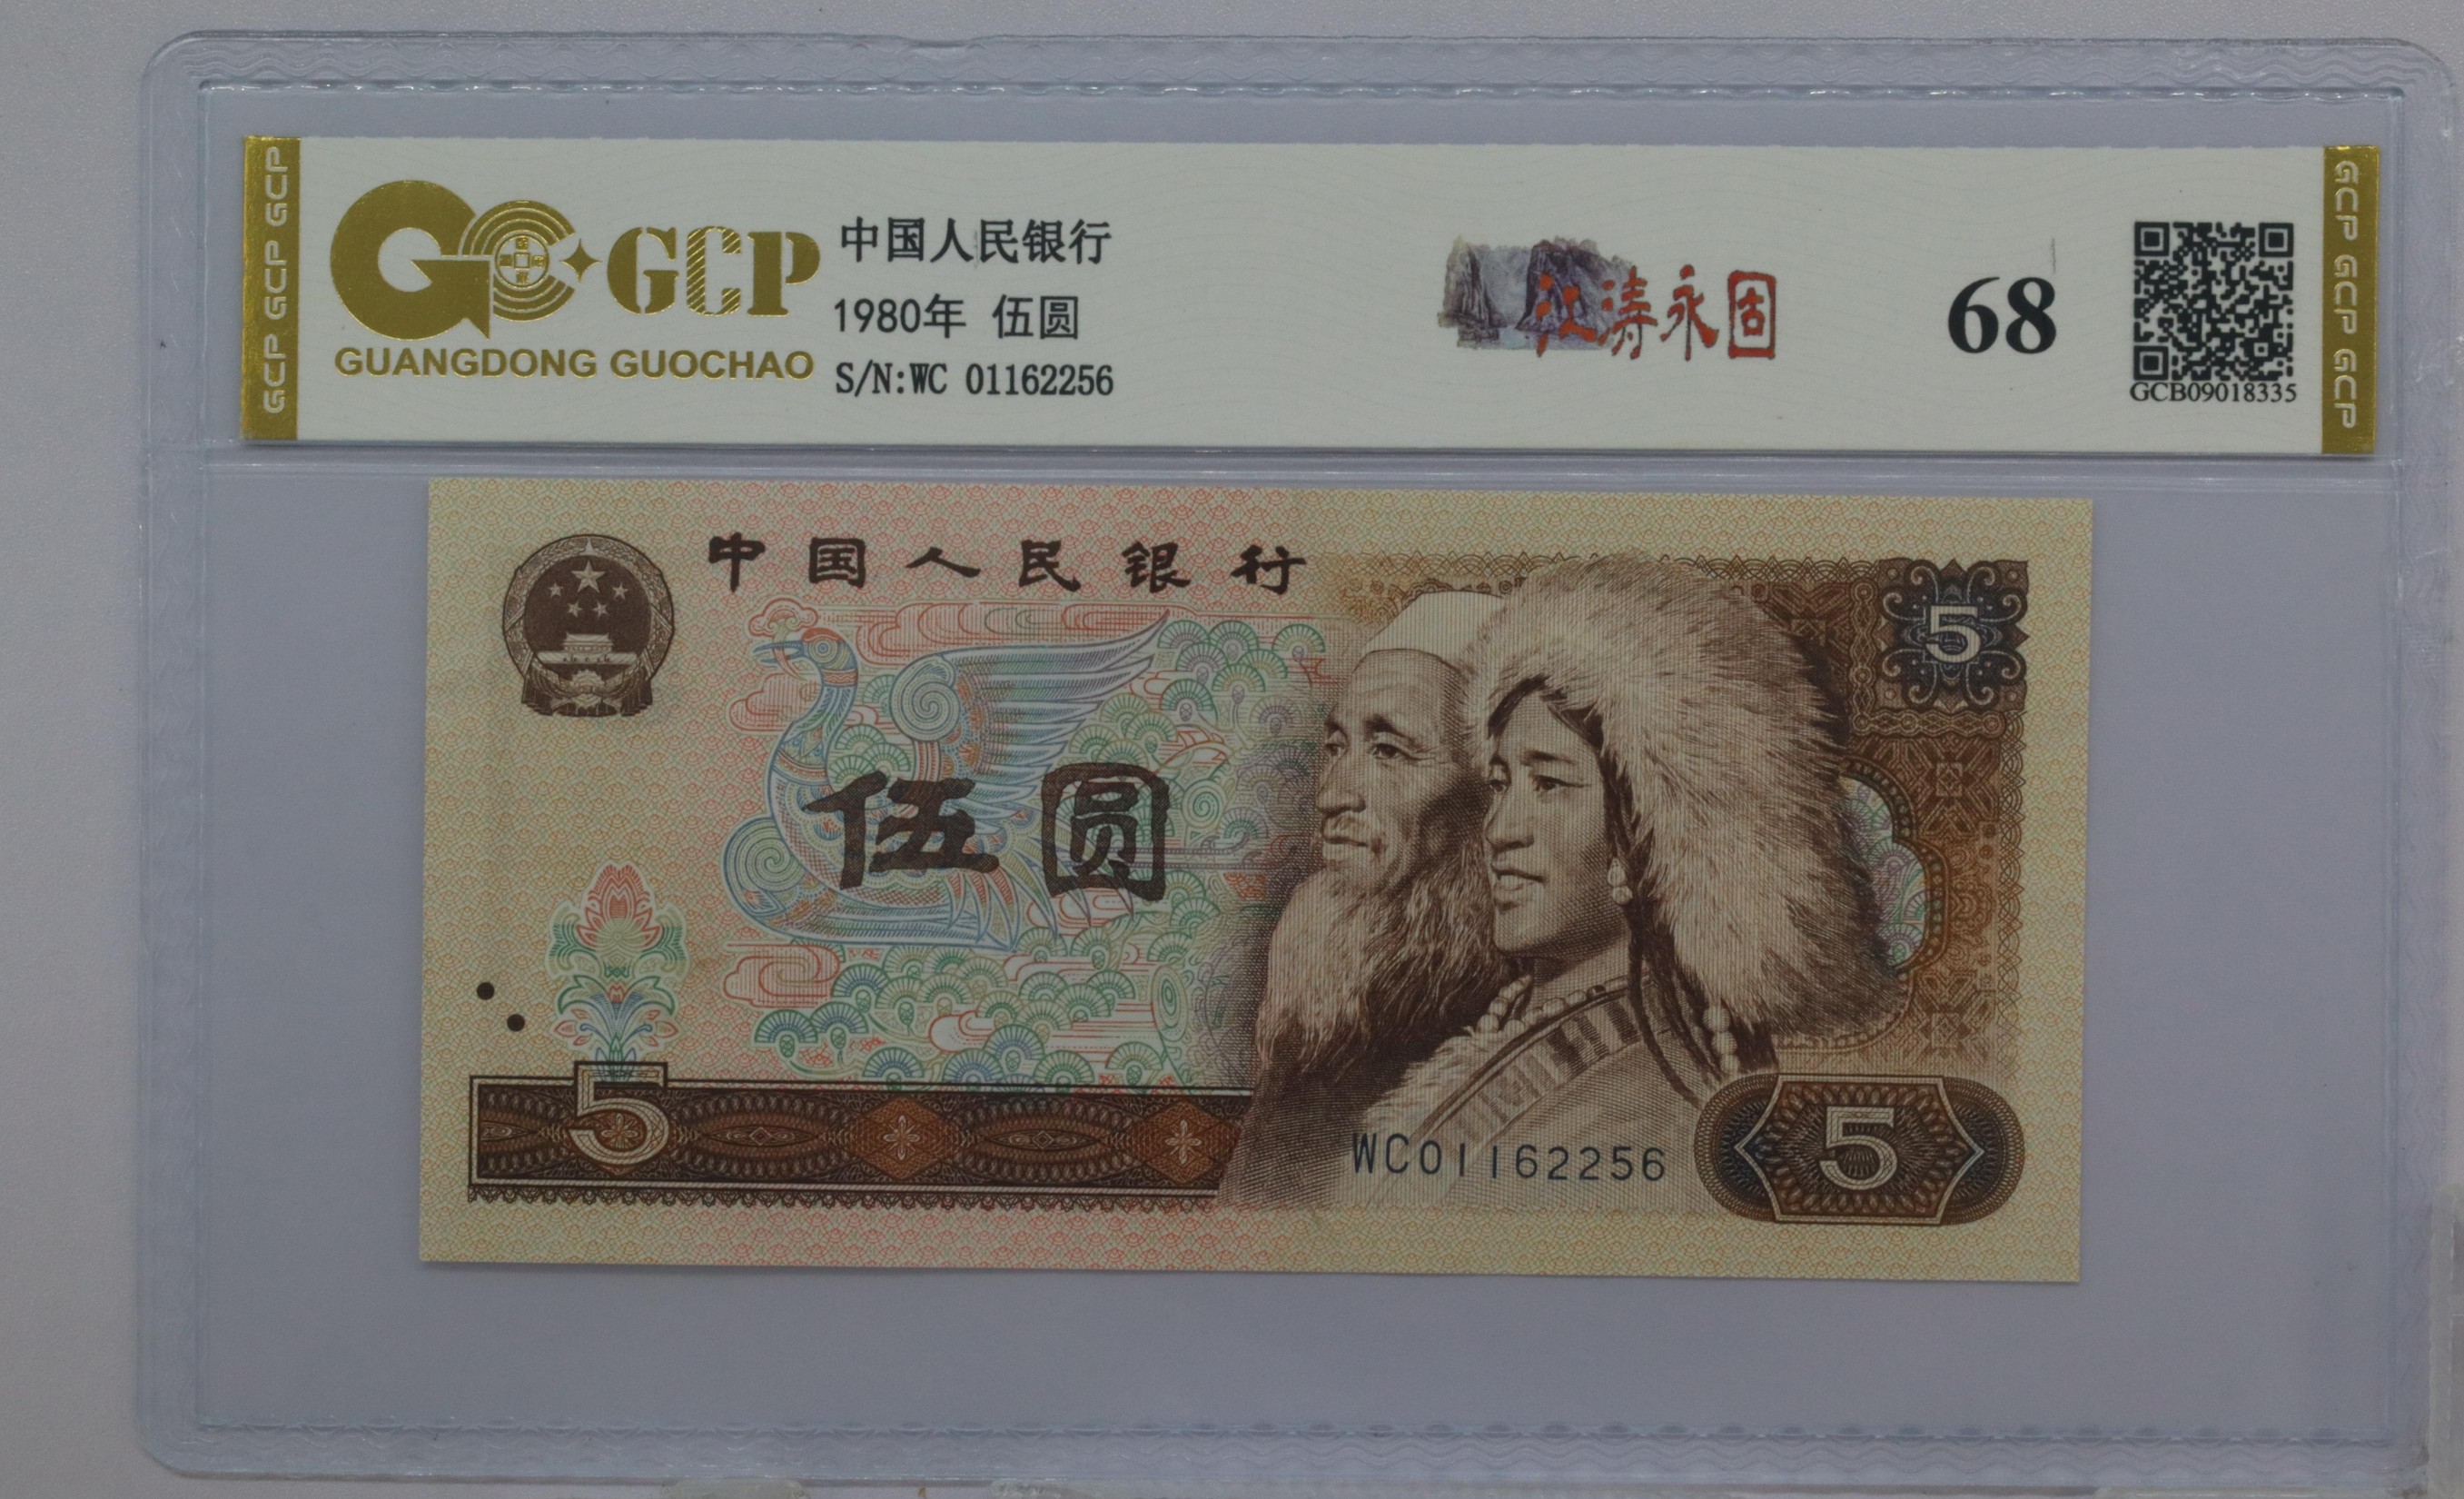 GCP GCP GCP
GCP
GUANGDONG GUOCHAO
中国人民银行
1980年 伍圆
S/N:WC 01162256
江涛永固
68
GCB09018335
GCP GCP GCP
中国人民银行
5
伍圆
5
WC01162256
5